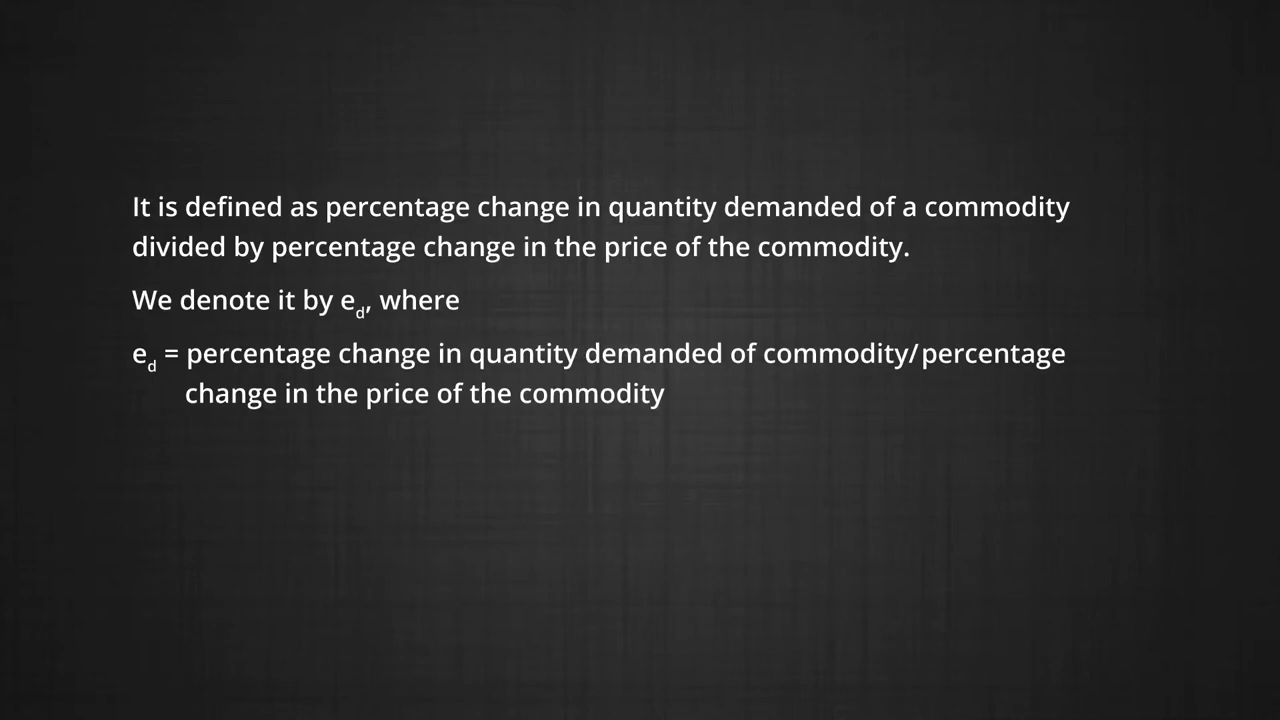 It is defined as percentage change in quantity demanded of a commodity
divided by percentage change in the price of the commodity.
We denote it by e_d, where
e_d = percentage change in quantity demanded of commodity/percentage
change in the price of the commodity